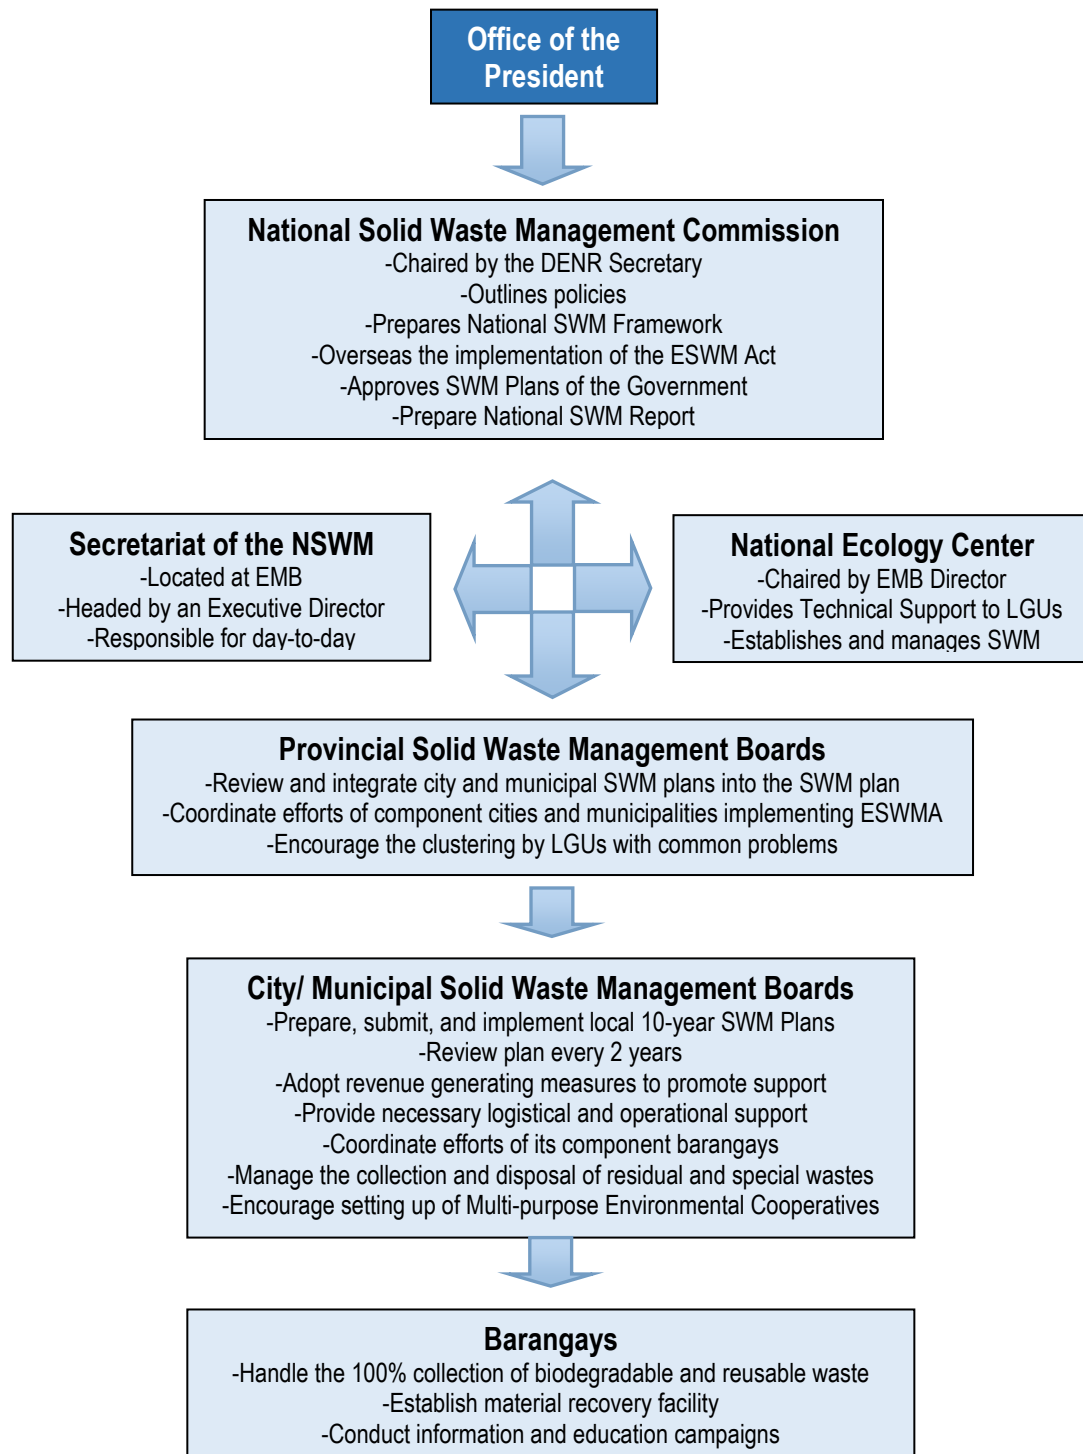 Office of the
President
National Solid Waste Management Commission
-Chaired by the DENR Secretary
-Outlines policies
-Prepares National SWM Framework
-Overseas the implementation of the ESWM Act
-Approves SWM Plans of the Government
-Prepare National SWM Report
Secretariat of the NSWM
-Located at EMB
-Headed by an Executive Director
-Responsible for day-to-day
National Ecology Center
-Chaired by EMB Director
-Provides Technical Support to LGUs
-Establishes and manages SWM
Provincial Solid Waste Management Boards
-Review and integrate city and municipal SWM plans into the SWM plan
-Coordinate efforts of component cities and municipalities implementing ESWMA
-Encourage the clustering by LGUs with common problems
City/ Municipal Solid Waste Management Boards
-Prepare, submit, and implement local 10-year SWM Plans
-Review plan every 2 years
-Adopt revenue generating measures to promote support
-Provide necessary logistical and operational support
-Coordinate efforts of its component barangays
-Manage the collection and disposal of residual and special wastes
-Encourage setting up of Multi-purpose Environmental Cooperatives
Barangays
-Handle the 100% collection of biodegradable and reusable waste
-Establish material recovery facility
-Conduct information and education campaigns